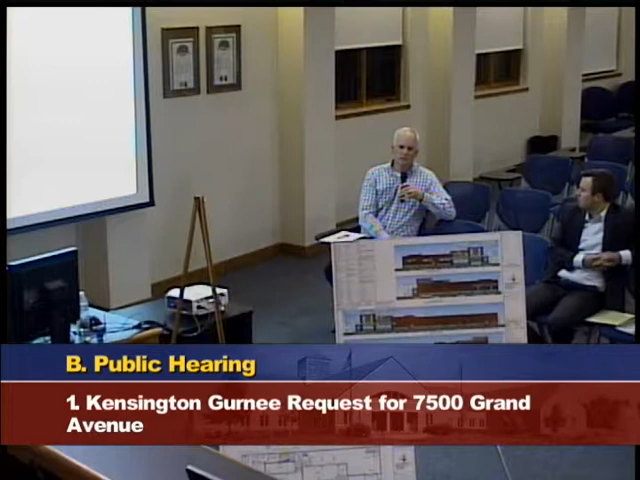 B. Public Hearing
1. Kensington Gurnee Request for 7500 Grand
Avenue